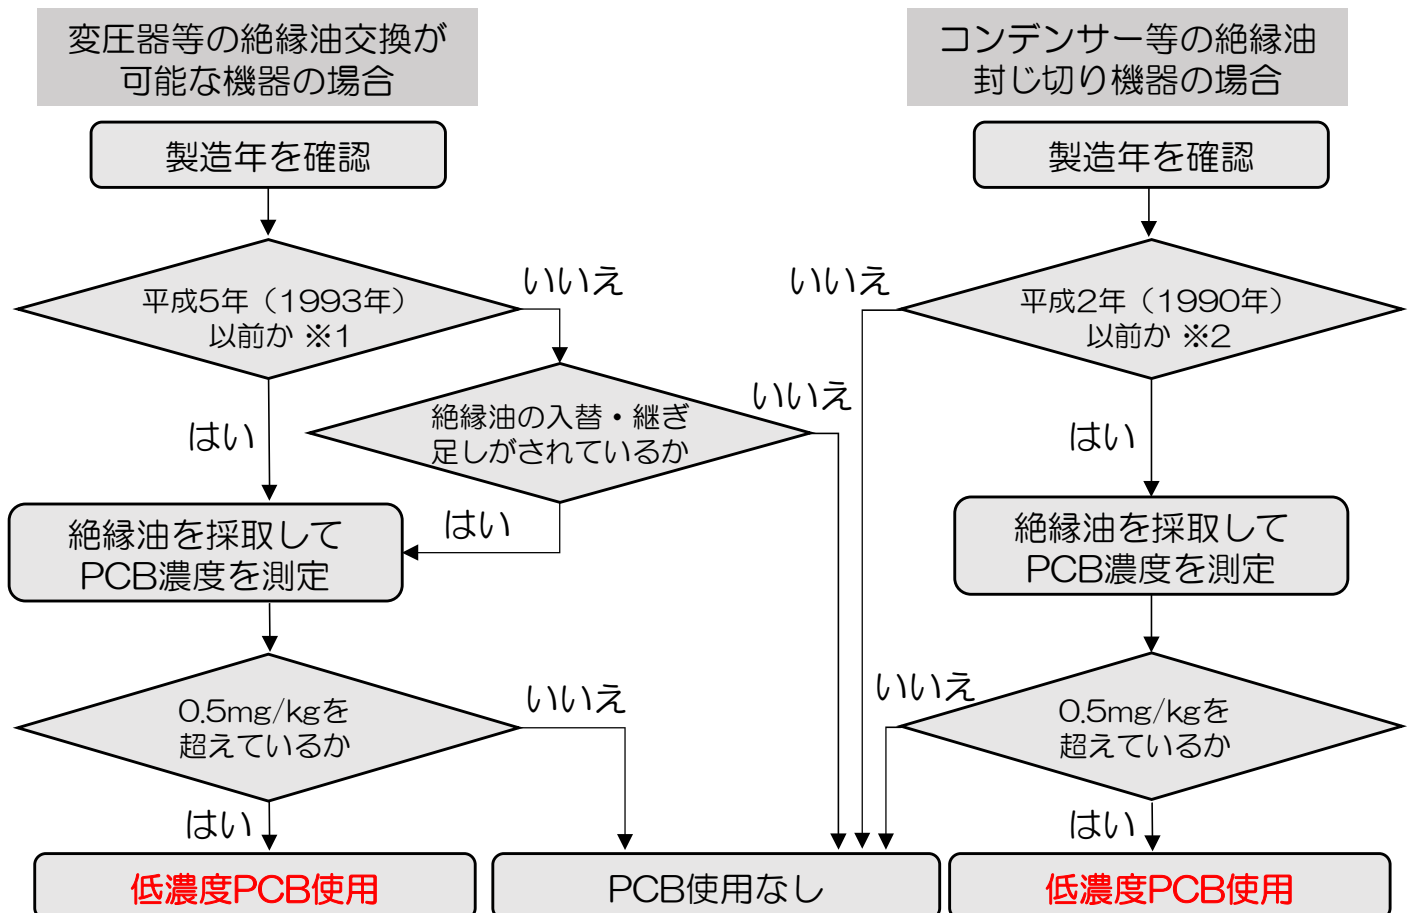 変圧器等の絶縁油交換が
可能な機器の場合
製造年を確認
平成5年（1993年）
以前か ※1
いいえ
はい
絶縁油の入替・継ぎ
足しがされているか
いいえ
はい
絶縁油を採取して
PCB濃度を測定
0.5mg/kgを
超えているか
いいえ
はい
低濃度PCB使用
PCB使用なし
コンデンサー等の絶縁油
封じ切り機器の場合
製造年を確認
平成2年（1990年）
以前か ※2
いいえ
はい
絶縁油を採取して
PCB濃度を測定
0.5mg/kgを
超えているか
いいえ
はい
低濃度PCB使用